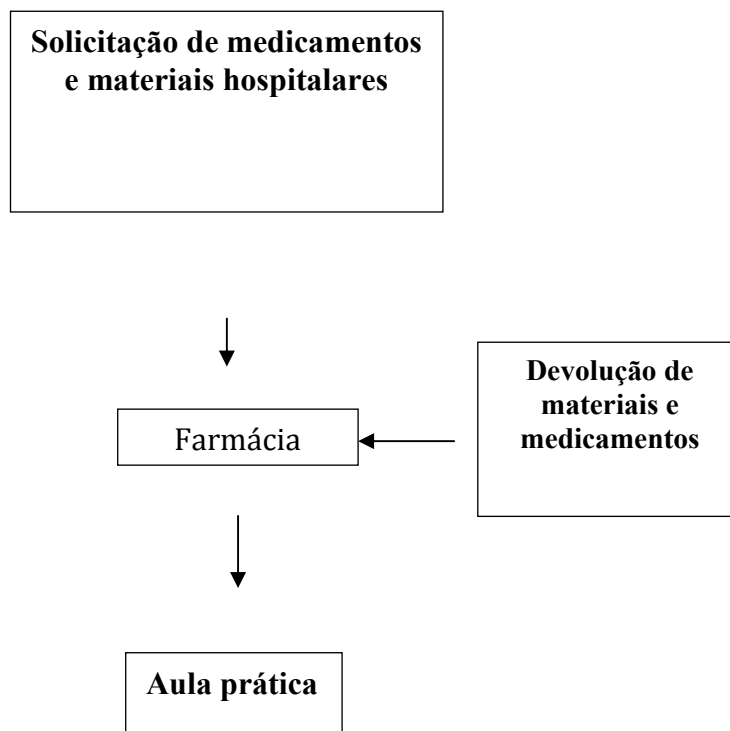 Solicitação de medicamentos
e materiais hospitalares
Devolução de
materiais e
medicamentos
Farmácia
Aula prática